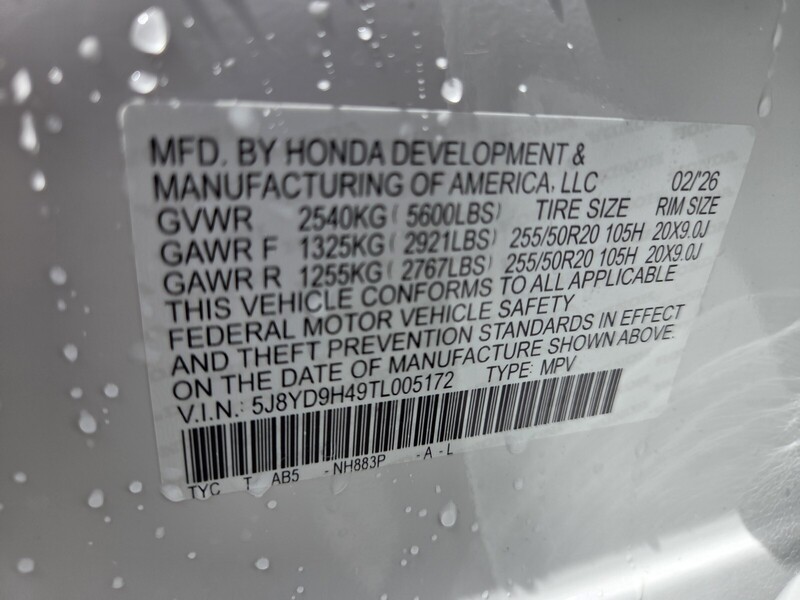 MFD. BY HONDA DEVELOPMENT &
MANUFACTURING OF AMERICA, LLC 02/'26
GVWR 2540KG ( 5600LBS) TIRE SIZE RIM SIZE
GAWR F 1325KG ( 2921LBS) 255/50R20 105H 20X9.0J
GAWR R 1255KG ( 2767LBS) 255/50R20 105H 20X9.0J
THIS VEHICLE CONFORMS TO ALL APPLICABLE
FEDERAL MOTOR VEHICLE SAFETY
AND THEFT PREVENTION STANDARDS IN EFFECT
ON THE DATE OF MANUFACTURE SHOWN ABOVE.
V.I.N.: 5J8YD9H49TL005172 TYPE: MPV
TYC T AB5 -NH883P -A-L